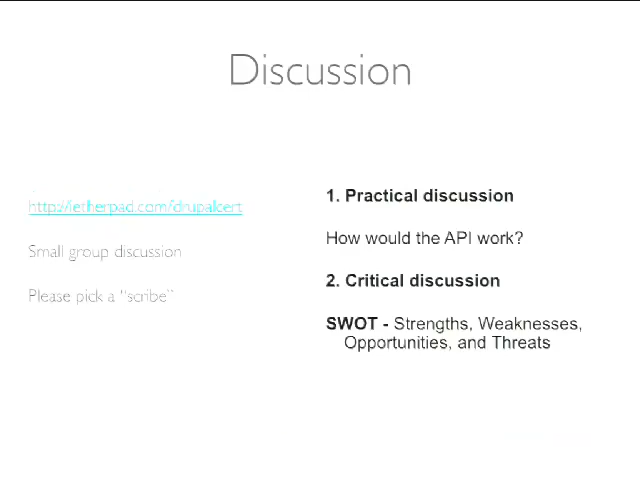 Discussion
http://ietherpad.com/drupalcert
Small group discussion
Please pick a "scribe"
1. Practical discussion
How would the API work?
2. Critical discussion
SWOT - Strengths, Weaknesses,
Opportunities, and Threats